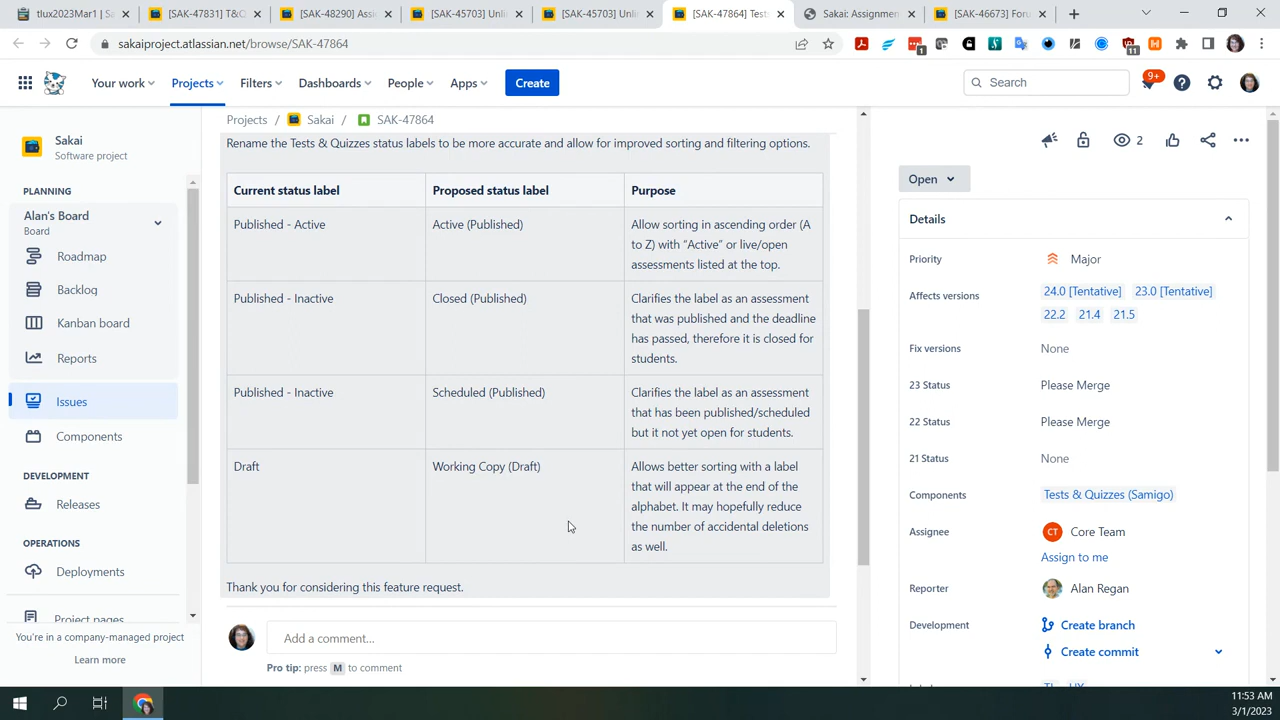 tlux2023Mar1 | S
[SAK-47831] T&Q
[SAK-48290] Assi
[SAK-45703] Unli
[SAK-45703] Unli
[SAK-47864] Tes
Sakai: Assignmen
[SAK-46673] Foru
sakaiproject.atlassian.net/browse/SAK-47864
1
11
Your work
Projects
Filters
Dashboards
People
Apps
Create
Search
9+
Sakai
Software project
PLANNING
Alan's Board
Board
Roadmap
Backlog
Kanban board
Reports
Issues
Components
DEVELOPMENT
Releases
OPERATIONS
Deployments
Project pages
You're in a company-managed project
Learn more
Projects / Sakai / SAK-47864
Rename the Tests & Quizzes status labels to be more accurate and allow for improved sorting and filtering options.
Current status label
Proposed status label
Purpose
Published - Active
Active (Published)
Allow sorting in ascending order (A
to Z) with “Active” or live/open
assessments listed at the top.
Published - Inactive
Closed (Published)
Clarifies the label as an assessment
that was published and the deadline
has passed, therefore it is closed for
students.
Published - Inactive
Scheduled (Published)
Clarifies the label as an assessment
that has been published/scheduled
but it not yet open for students.
Draft
Working Copy (Draft)
Allows better sorting with a label
that will appear at the end of the
alphabet. It may hopefully reduce
the number of accidental deletions
as well.
Thank you for considering this feature request.
Add a comment...
Pro tip: press M to comment
2
Open
Details
Priority
Major
Affects versions
24.0 [Tentative] 23.0 [Tentative]
22.2 21.4 21.5
Fix versions
None
23 Status
Please Merge
22 Status
Please Merge
21 Status
None
Components
Tests & Quizzes (Samigo)
Assignee
CT
Core Team
Assign to me
Reporter
Alan Regan
Development
Create branch
Create commit
11:53 AM
3/1/2023